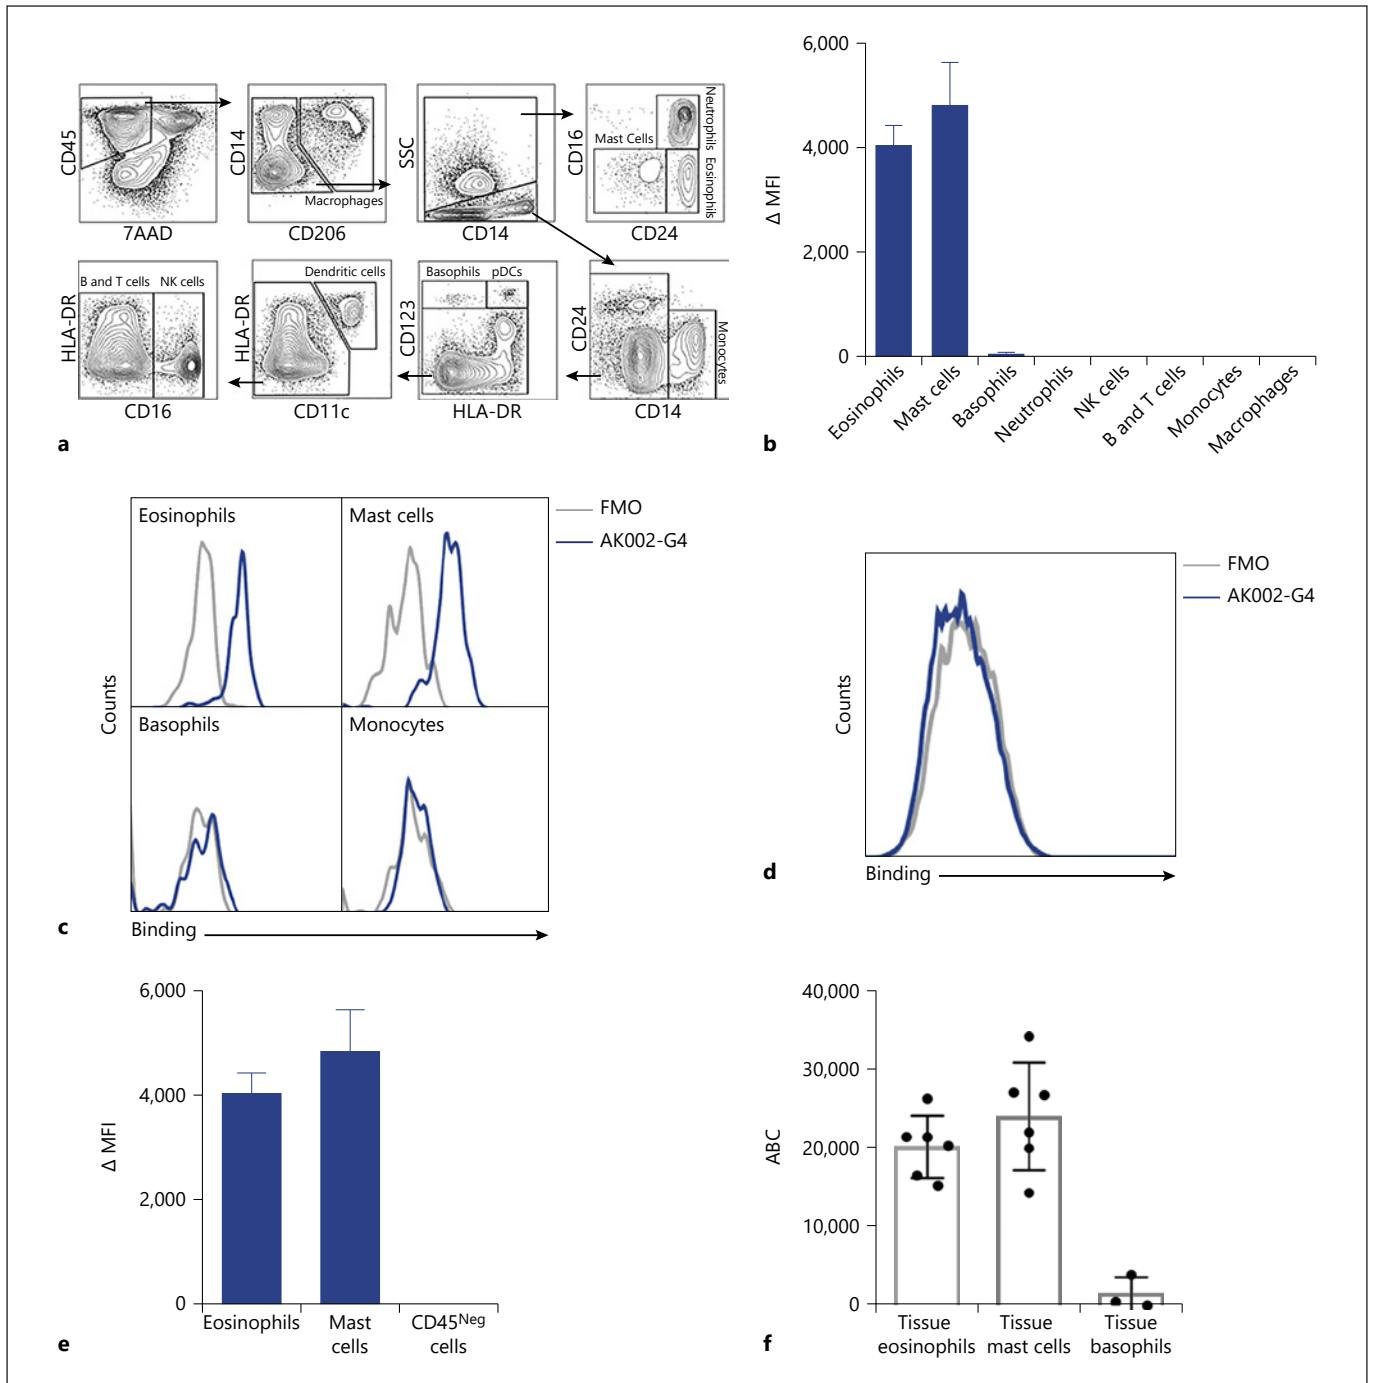 CD45
7AAD
CD14
CD206
Macrophages
SSC
CD14
CD16
CD24
Mast Cells
Neutrophils
Eosinophils
HLA-DR
CD16
B and T cells
NK cells
HLA-DR
CD11c
Dendritic cells
CD123
HLA-DR
Basophils
pDCs
CD24
CD14
Monocytes
a
6,000
4,000
2,000
0
Δ MFI
Eosinophils
Mast cells
Basophils
Neutrophils
NK cells
B and T cells
Monocytes
Macrophages
b
Eosinophils
Mast cells
Basophils
Monocytes
FMO
AK002-G4
Counts
Binding
c
FMO
AK002-G4
Counts
Binding
d
6,000
4,000
2,000
0
Δ MFI
Eosinophils
Mast
cells
CD45Neg
cells
e
40,000
30,000
20,000
10,000
0
ABC
Tissue
eosinophils
Tissue
mast cells
Tissue
basophils
f